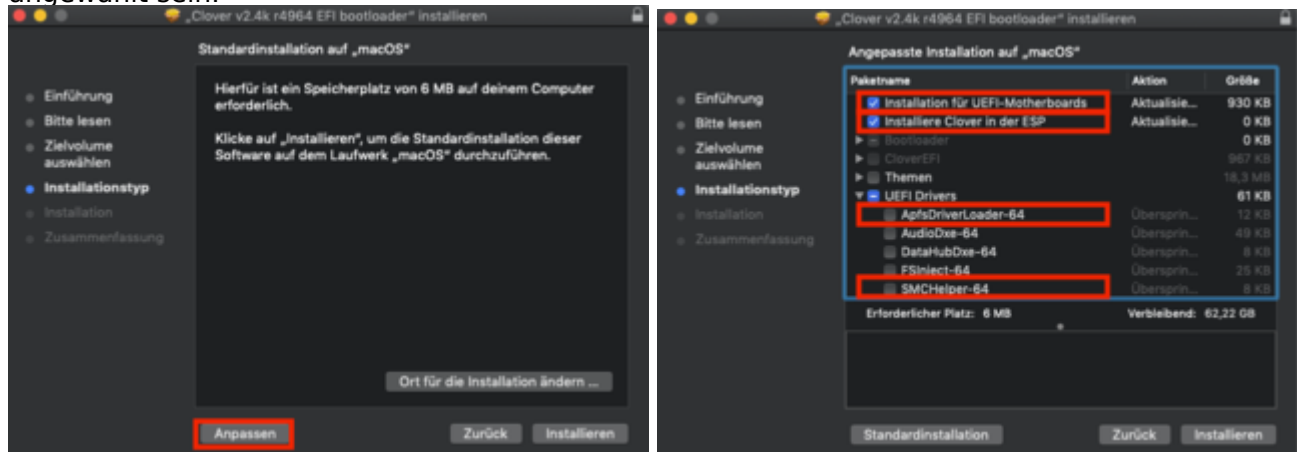 angewählt sein.
„Clover v2.4k r4964 EFI bootloader“ installieren
Standardinstallation auf „macOS“
Einführung
Bitte lesen
Zielvolume
auswählen
Installationstyp
Installation
Zusammenfassung
Hierfür ist ein Speicherplatz von 6 MB auf deinem Computer
erforderlich.
Klicke auf „Installieren“, um die Standardinstallation dieser
Software auf dem Laufwerk „macOS“ durchzuführen.
Ort für die Installation ändern ...
Anpassen Zurück Installieren
„Clover v2.4k r4964 EFI bootloader“ installieren
Angepasste Installation auf „macOS“
Einführung
Bitte lesen
Zielvolume
auswählen
Installationstyp
Installation
Zusammenfassung
Paketname Aktion Größe
Installation für UEFI-Motherboards Aktualisie... 930 KB
Installiere Clover in der ESP Aktualisie... 0 KB
Bootloader 0 KB
CloverEFI 967 KB
Themen 18,3 MB
UEFI Drivers 61 KB
ApfsDriverLoader-64 Übersprin... 12 KB
AudioDxe-64 Übersprin... 49 KB
DataHubDxe-64 Übersprin... 8 KB
FSInject-64 Übersprin... 25 KB
SMCHelper-64 Übersprin... 8 KB
Erforderlicher Platz: 6 MB Verbleibend: 62,22 GB
Standardinstallation Zurück Installieren